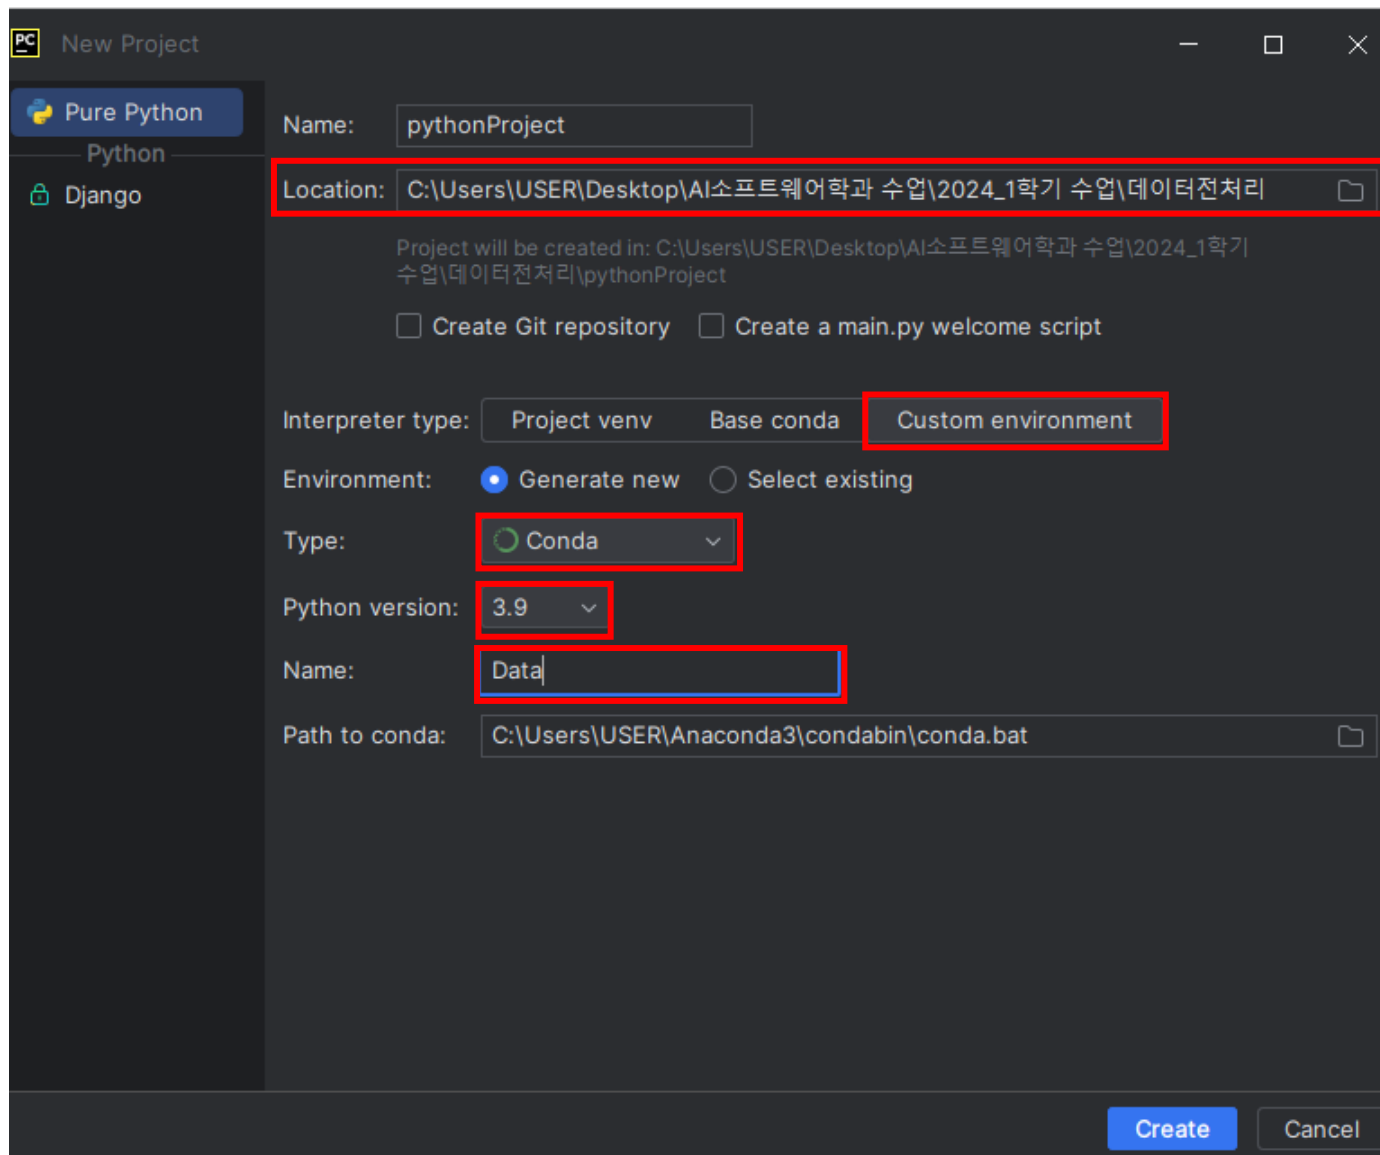 PC New Project
Pure Python
Python
Django
Name: pythonProject
Location: C:\Users\USER\Desktop\AI소프트웨어학과 수업\2024_1학기 수업\데이터전처리
Project will be created in: C:\Users\USER\Desktop\AI소프트웨어학과 수업\2024_1학기
수업\데이터전처리\pythonProject
Create Git repository Create a main.py welcome script
Interpreter type: Project venv Base conda Custom environment
Environment: Generate new Select existing
Type: Conda
Python version: 3.9
Name: Data
Path to conda: C:\Users\USER\Anaconda3\condabin\conda.bat
Create Cancel